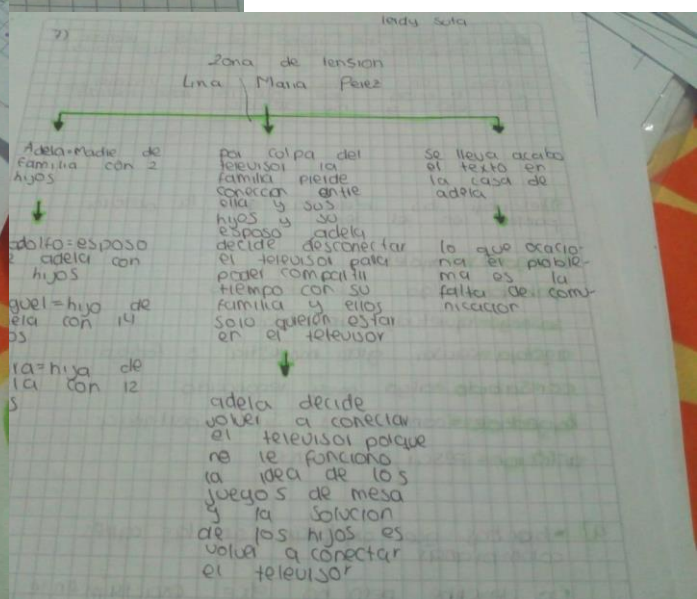 leidy sota
7)
Zona de tension
Lina Maria Perez
Adela=Madre de
familia con 2
hijos
dolfo=esposo
adela con
hijos
guel=hijo de
ela con 14
os
ra=hija de
la con 12
s
por colpa del
televisor la
familia pierde
coneccon entre
ella y sus
hijos y su
esposo adela
decide desconectar
el televisor para
poder compartir
tiempo con su
familia y ellos
solo querian estar
en el televisor
adela decide
volver a conectar
el televisor porque
no le funciono
la idea de los
juegos de mesa
y la solucion
de los hijos es
volver a conectar
el televisor
se lleva acabo
el texto en
la casa de
adela
lo que ocacio-
na el proble-
ma es la
falta de comu-
nicacion